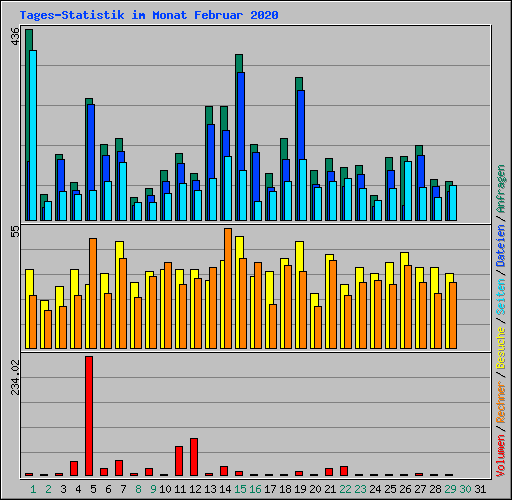 Tages-Statistik im Monat Februar 2020
436
55
234.02
Volumen / Rechner / Besuche / Seiten / Dateien / Anfragen
1 2 3 4 5 6 7 8 9 10 11 12 13 14 15 16 17 18 19 20 21 22 23 24 25 26 27 28 29 30 31